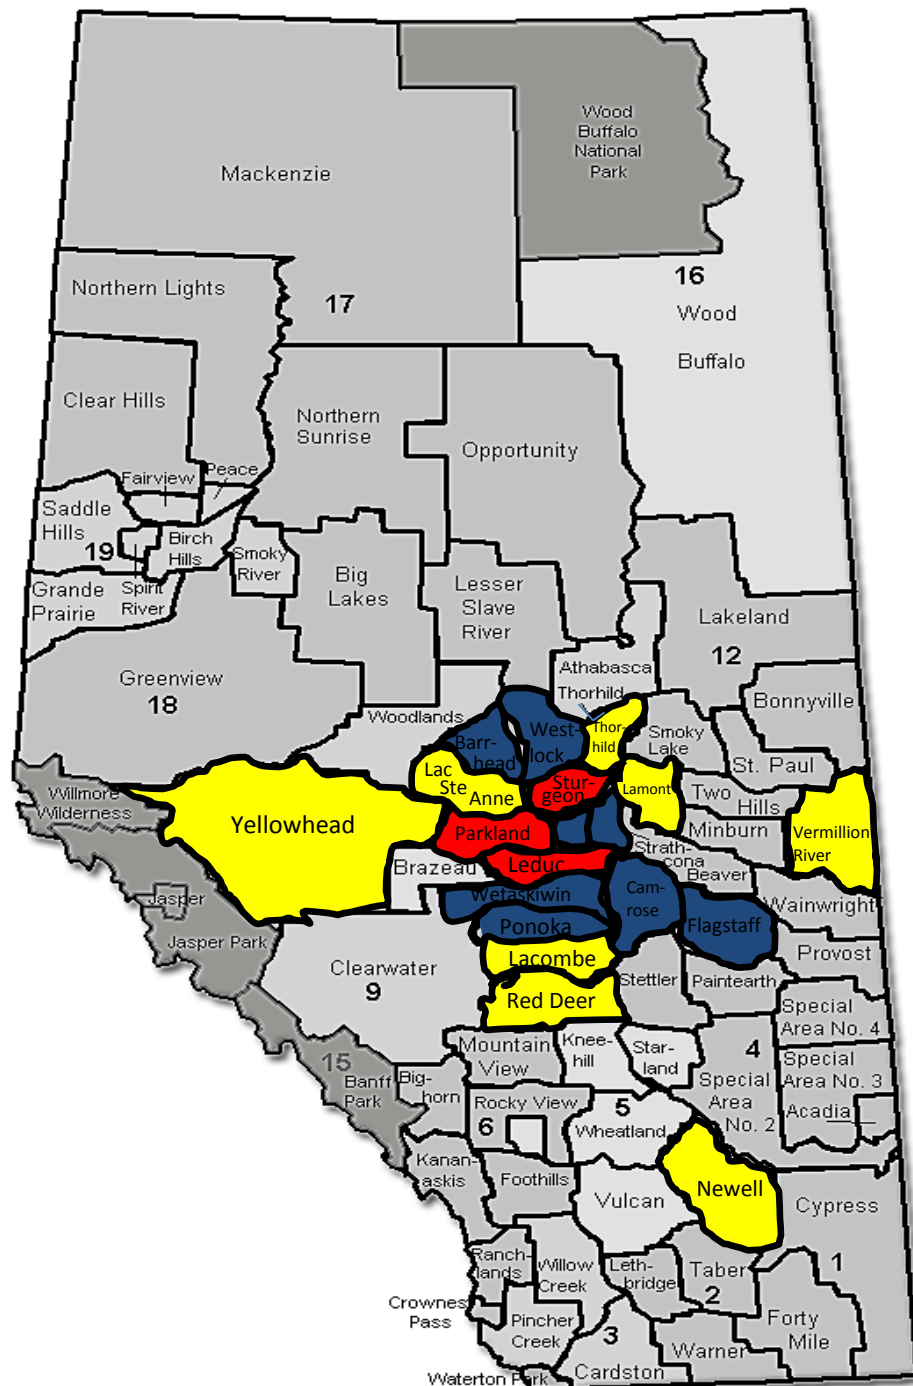 Wood
Buffalo
National
Park
Mackenzie
16
Northern Lights
17
Wood
Buffalo
Clear Hills
Northern
Sunrise
Opportunity
Fairview
Peace
Saddle
Hills
19
Birch
Hills
Smoky
River
Big
Lakes
Lesser
Slave
River
Grande
Prairie
Spirit
River
Lakeland
12
Athabasca
Greenview
18
Thorhild
Bonnyville
Woodlands
West-
lock
Thor-
hild
Smoky
Lake
Barr-
head
St. Paul
Lac
Ste
Anne
Stur-
geon
Lamont
Two
Hills
Willmore
Wilderness
Yellowhead
Parkland
Minburn
Vermillion
River
Strath-
cona
Brazeau
Leduc
Beaver
Jasper
Wetaskiwin
Cam-
rose
Wainwright
Jasper Park
Ponoka
Flagstaff
Provost
Clearwater
9
Lacombe
Stettler
Paintearth
Red Deer
Special
Area No. 4
Mountain
View
Knee-
hill
Star-
land
4
Special
Area No. 3
15
Banff
Park
Big-
horn
Special
Area
No. 2
Acadia
Rocky View
6
5
Wheatland
Kanan-
askis
Foothills
Vulcan
Newell
Cypress
1
Ranch-
lands
Willow
Creek
Leth-
bridge
Taber
2
Crownes
Pass
Pincher
Creek
3
Cardston
Warner
Forty
Mile
Waterton Park